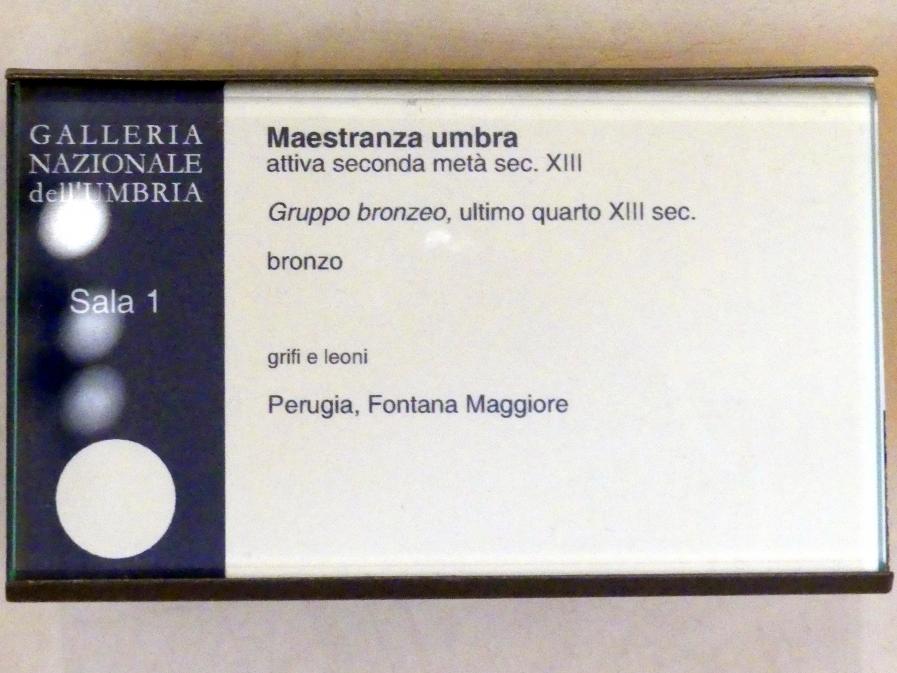 GALLERIA
NAZIONALE
dell'UMBRIA
Sala 1
Maestranza umbra
attiva seconda metà sec. XIII
Gruppo bronzeo, ultimo quarto XIII sec.
bronzo
grifi e leoni
Perugia, Fontana Maggiore